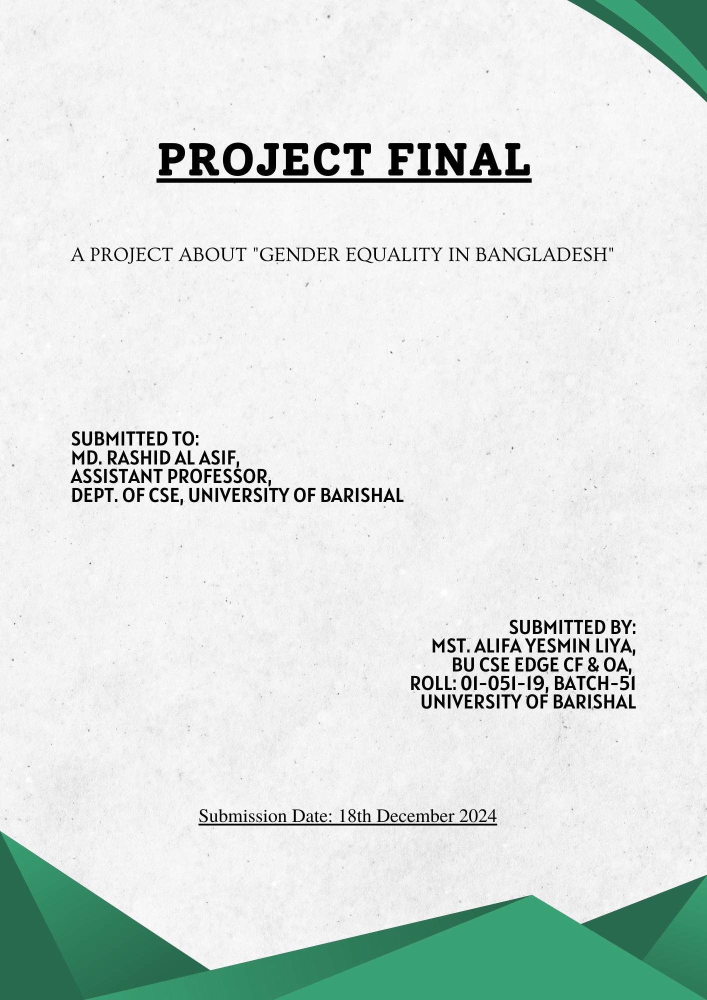 PROJECT FINAL
A PROJECT ABOUT "GENDER EQUALITY IN BANGLADESH"
SUBMITTED TO:
MD. RASHID AL ASIF,
ASSISTANT PROFESSOR,
DEPT. OF CSE, UNIVERSITY OF BARISHAL
SUBMITTED BY:
MST. ALIFA YESMIN LIYA,
BU CSE EDGE CF & OA,
ROLL: 01-051-19, BATCH-51
UNIVERSITY OF BARISHAL
Submission Date: 18th December 2024